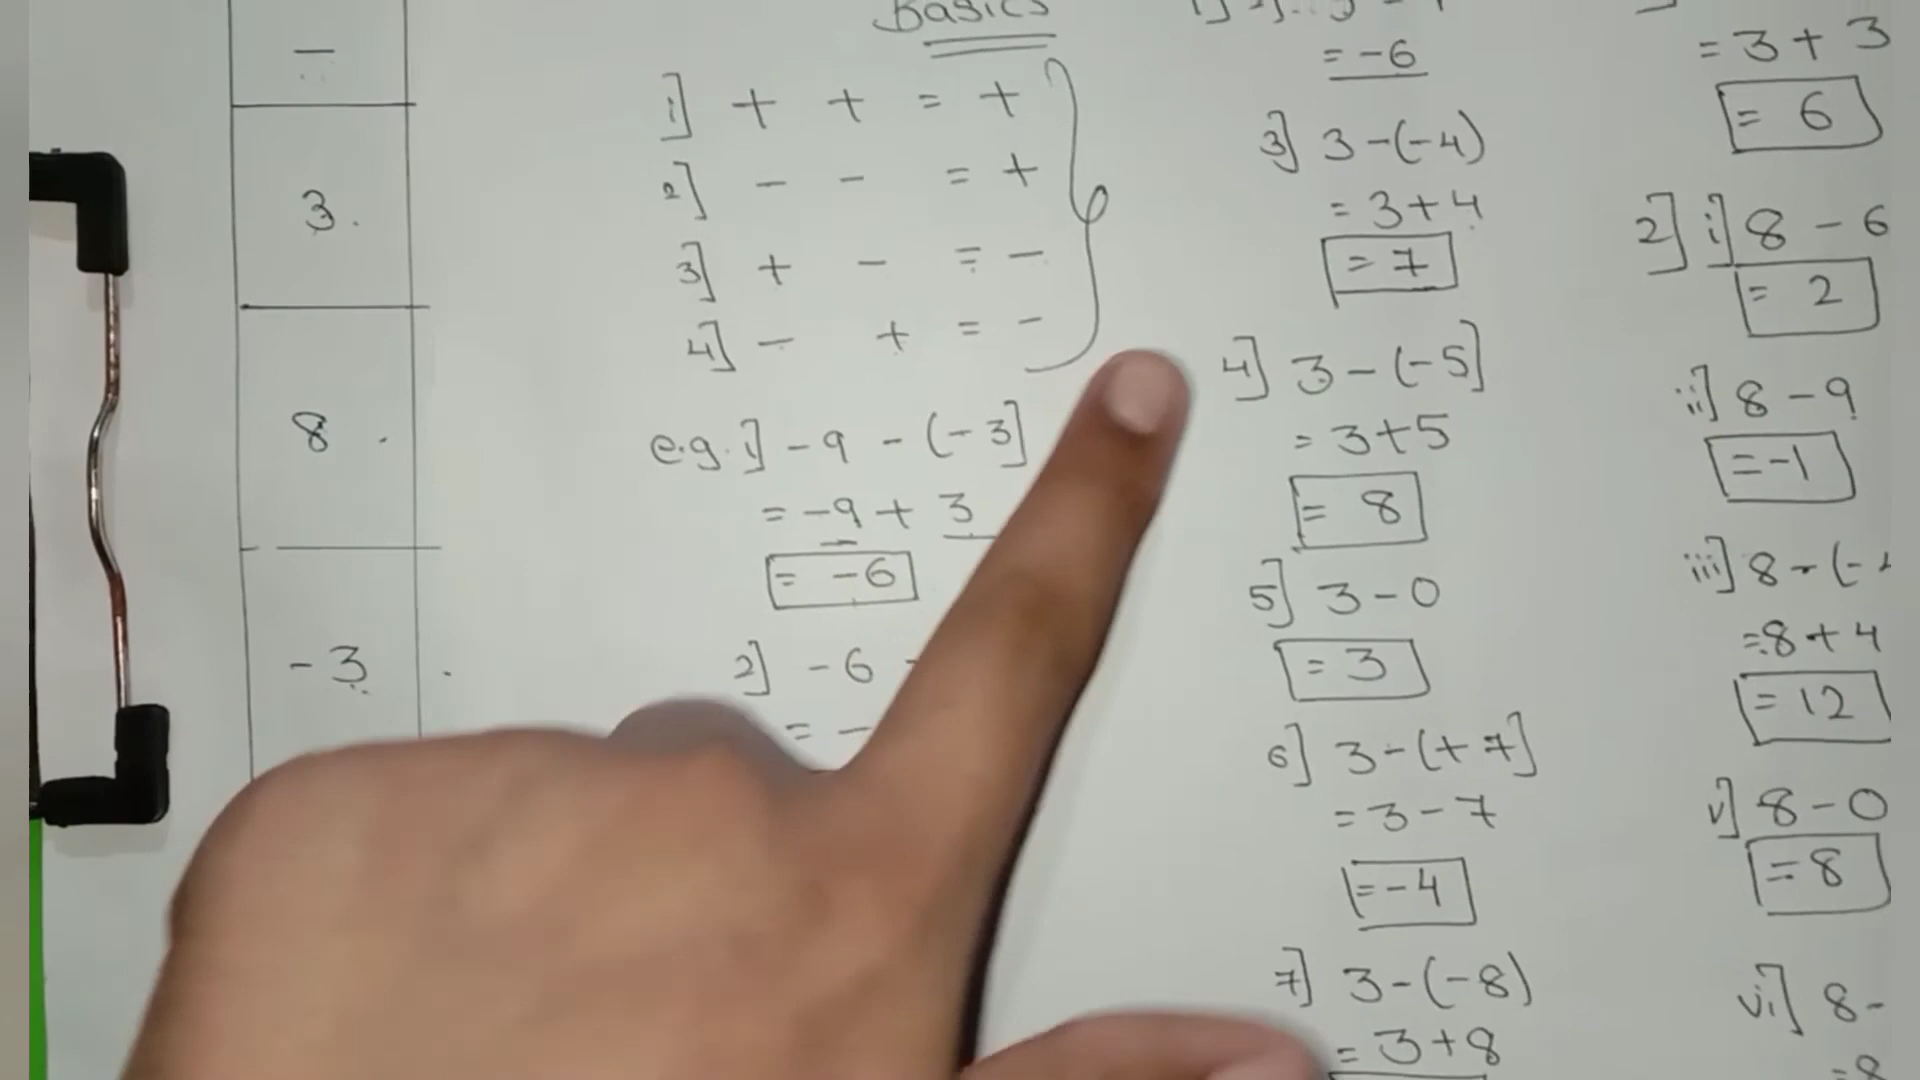 -
3.
8.
-3.
Basics
1] + + = +
2] - - = +
3] + - = -
4] - + = -
e.g. 1] -9 - (-3]
= -9 + 3
= -6
2] -6 -
= -
= -6
3] 3-(-4)
= 3+4
= 7
4] 3-(-5]
= 3+5
= 8
5] 3-0
= 3
6] 3-(+7]
= 3-7
= -4
7] 3-(-8)
= 3+8
= 3+3
= 6
2] i] 8-6
= 2
ii] 8-9
= -1
iii] 8-(-
=8+4
= 12
v] 8-0
= 8
vi] 8-
=8